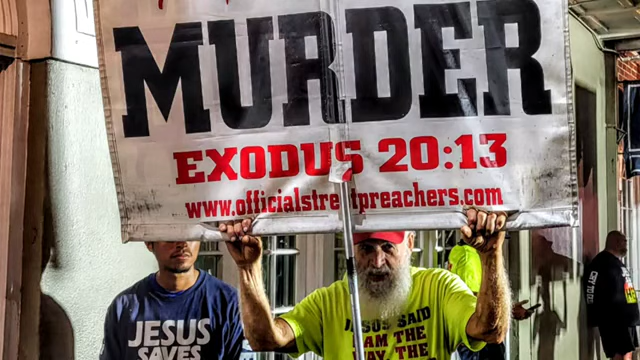 MURDER
EXODUS 20:13
www.officialstreetpreachers.com
JESUS
SAVES
JESUS SAID
I AM THE
WAY, THE